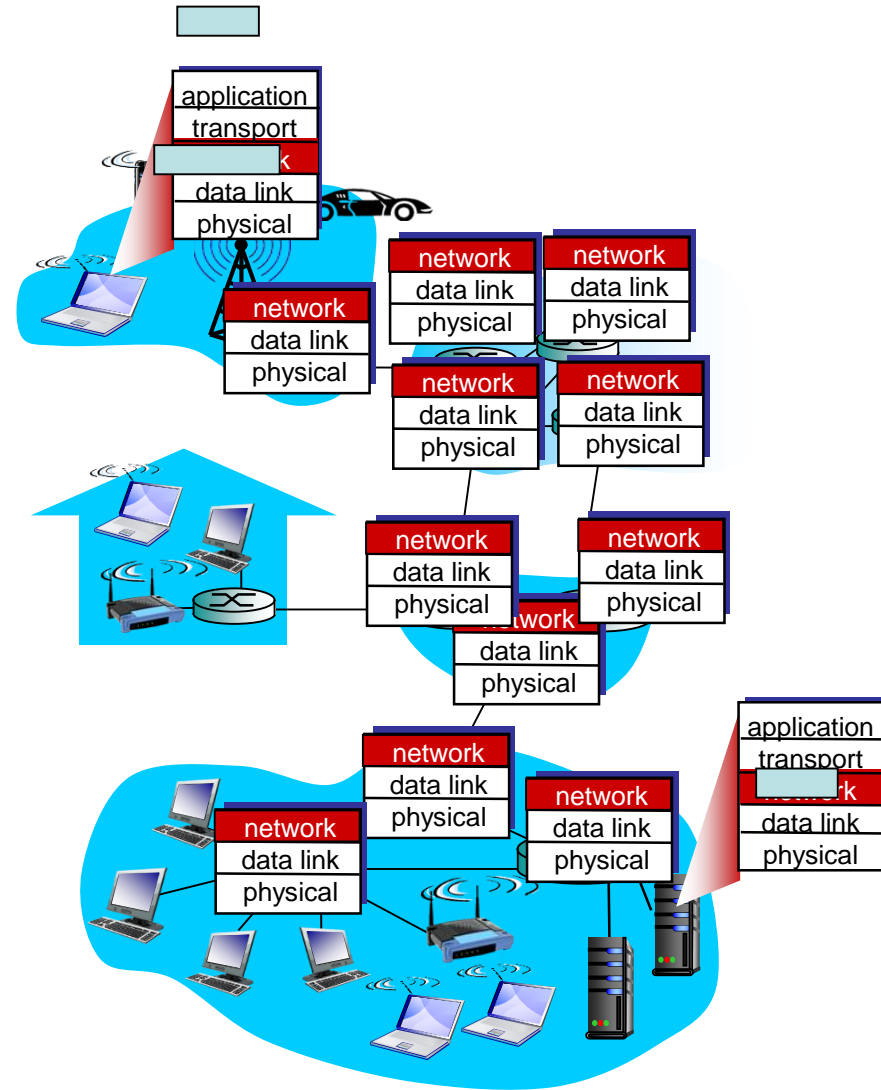 application
transport
k
data link
physical
network
data link
physical
network
data link
physical
network
data link
physical
network
data link
physical
network
data link
physical
network
data link
physical
network
data link
physical
network
data link
physical
network
data link
physical
application
transport
network
data link
physical
network
data link
physical
network
data link
physical